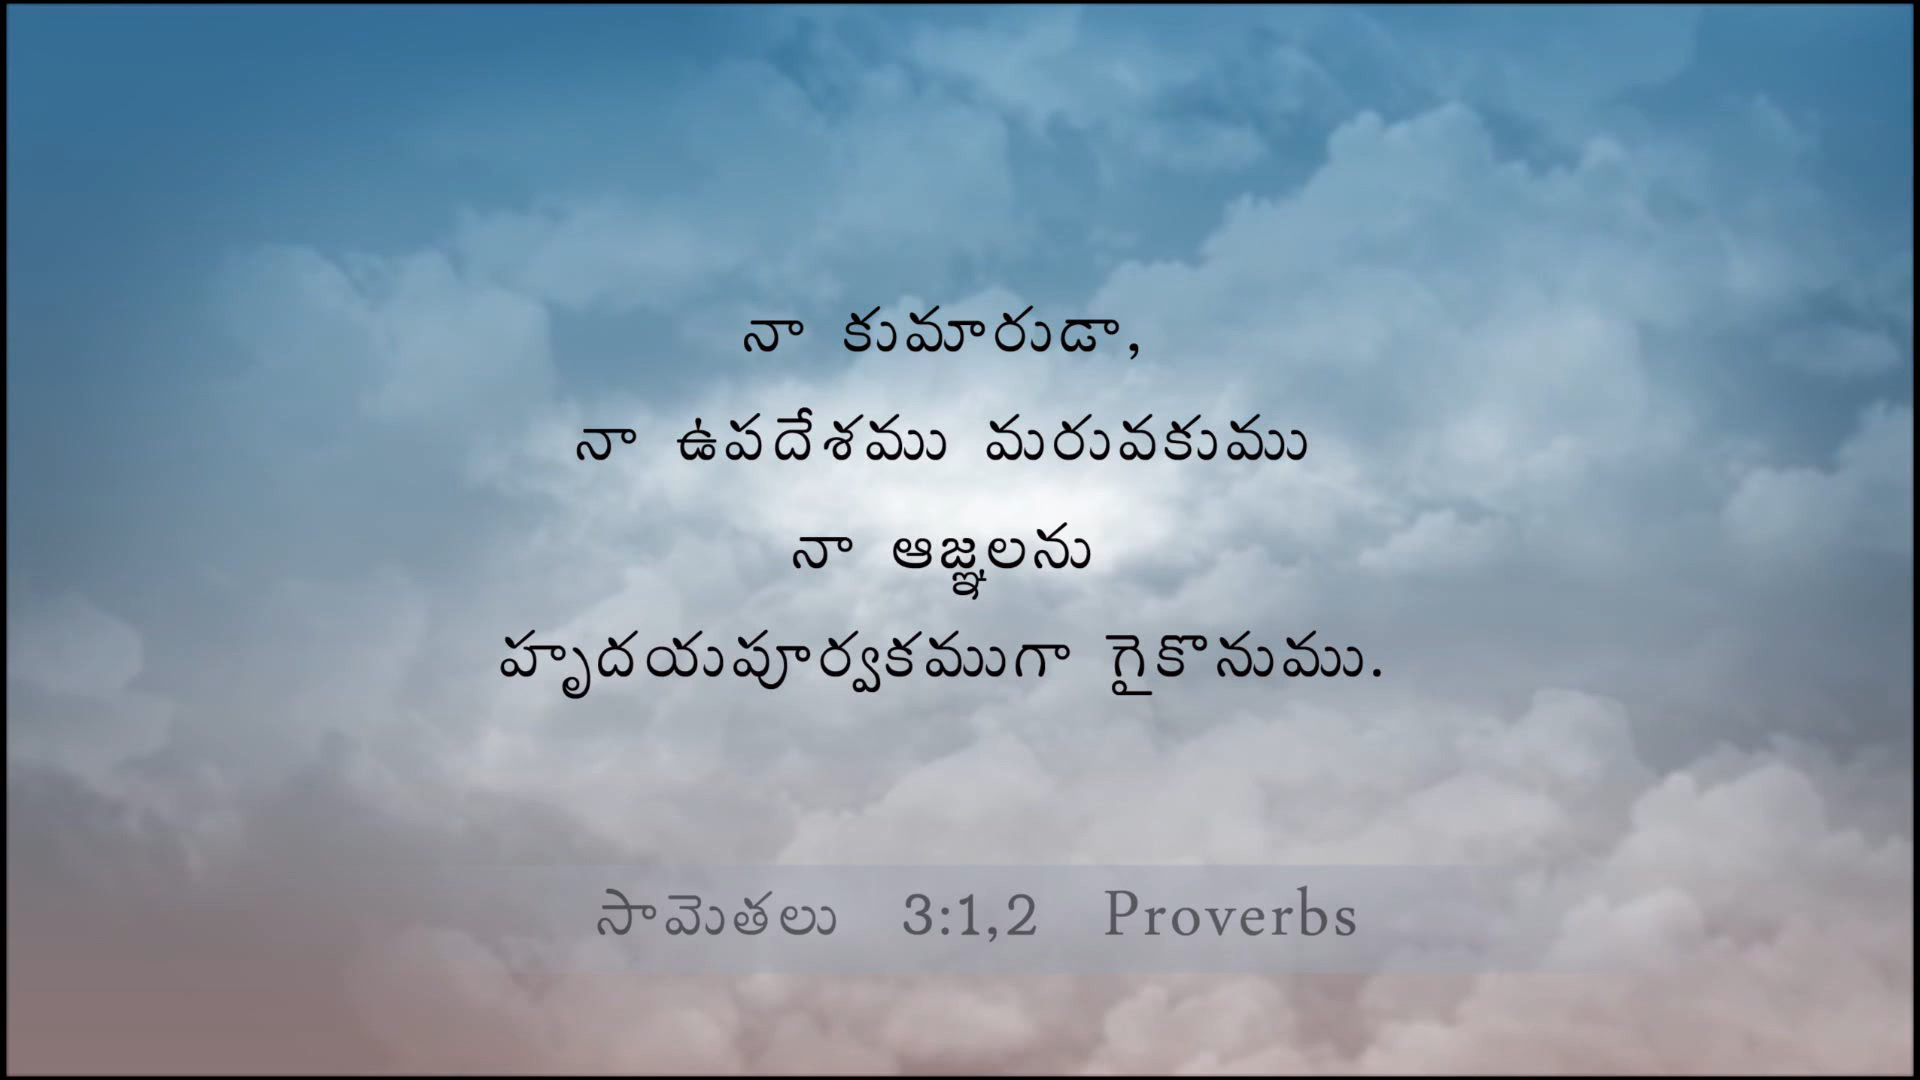 నా కుమారుడా,
నా ఉపదేశము మరువకుము
నా ఆజ్ఞలను
హృదయపూర్వకముగా గైకొనుము.
సామెతలు 3:1,2 Proverbs